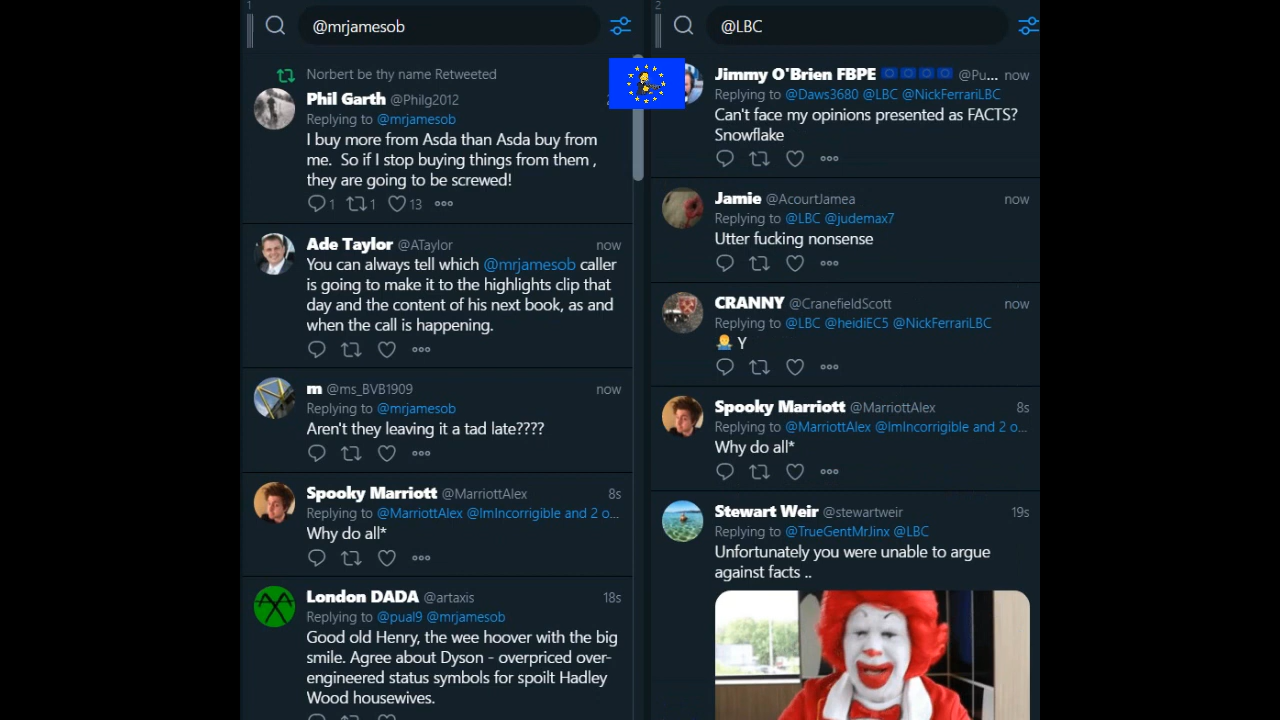 1
@mrjamesob
Norbert be thy name Retweeted
Phil Garth @Philg2012
Replying to @mrjamesob
I buy more from Asda than Asda buy from
me. So if I stop buying things from them ,
they are going to be screwed!
1 1 13
Ade Taylor @ATaylor now
You can always tell which @mrjamesob caller
is going to make it to the highlights clip that
day and the content of his next book, as and
when the call is happening.
m @ms_BVB1909 now
Replying to @mrjamesob
Aren't they leaving it a tad late????
Spooky Marriott @MarriottAlex 8s
Replying to @MarriottAlex @ImIncorrigible and 2 o...
Why do all*
London DADA @artaxis 18s
Replying to @pual9 @mrjamesob
Good old Henry, the wee hoover with the big
smile. Agree about Dyson - overpriced over-
engineered status symbols for spoilt Hadley
Wood housewives.
2
@LBC
Jimmy O'Brien FBPE @Pu... now
Replying to @Daws3680 @LBC @NickFerrariLBC
Can't face my opinions presented as FACTS?
Snowflake
Jamie @AcourtJamea now
Replying to @LBC @judemax7
Utter fucking nonsense
CRANNY @CranefieldScott now
Replying to @LBC @heidiEC5 @NickFerrariLBC
Y
Spooky Marriott @MarriottAlex 8s
Replying to @MarriottAlex @ImIncorrigible and 2 o...
Why do all*
Stewart Weir @stewartweir 19s
Replying to @TrueGentMrJinx @LBC
Unfortunately you were unable to argue
against facts ..